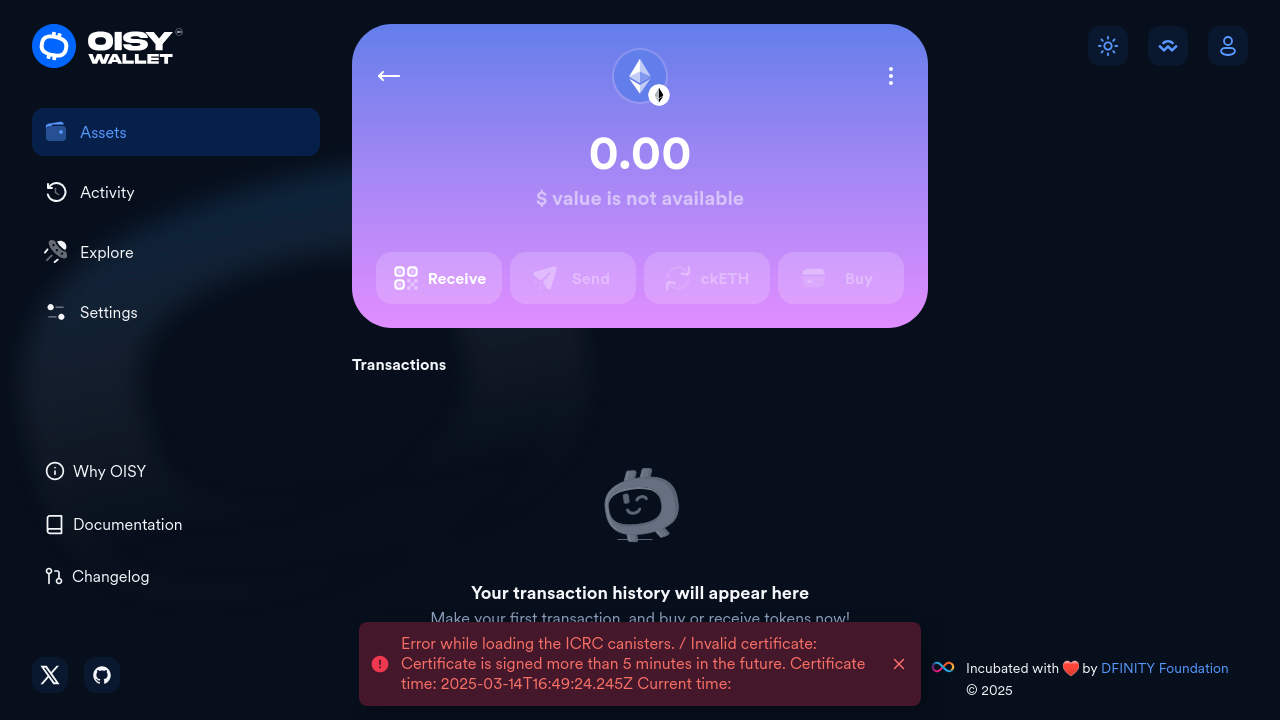 OISY
WALLET
Assets
Activity
Explore
Settings
Why OISY
Documentation
Changelog
0.00
$ value is not available
Receive
Send
ckETH
Buy
Transactions
Your transaction history will appear here
Make your first transaction, and buy or receive tokens now!
Error while loading the ICRC canisters. / Invalid certificate:
Certificate is signed more than 5 minutes in the future. Certificate
time: 2025-03-14T16:49:24.245Z Current time:
Incubated with ❤️ by DFINITY Foundation
© 2025